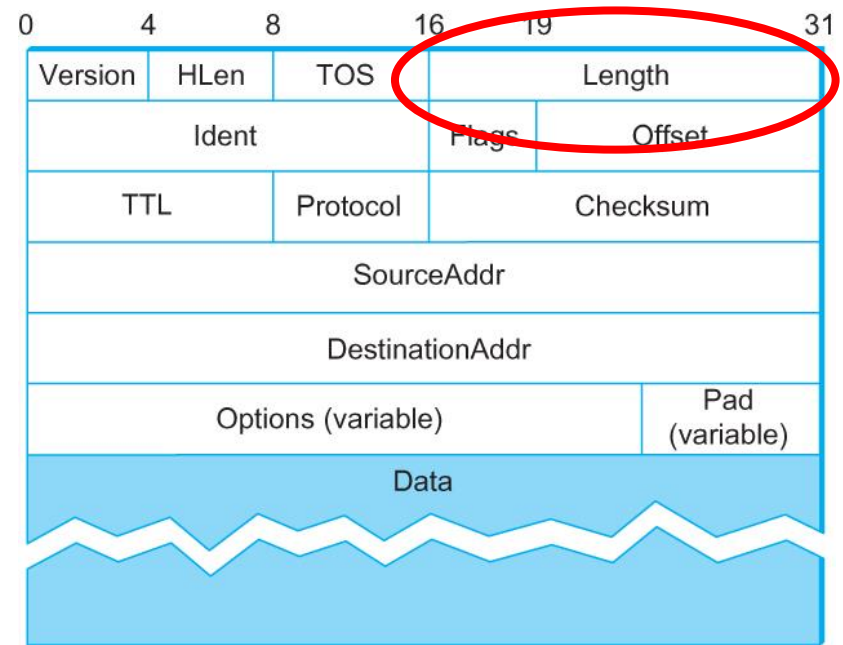 0 4 8 16 19 31
Version HLen TOS Length
Ident Flags Offset
TTL Protocol Checksum
SourceAddr
DestinationAddr
Options (variable) Pad
(variable)
Data